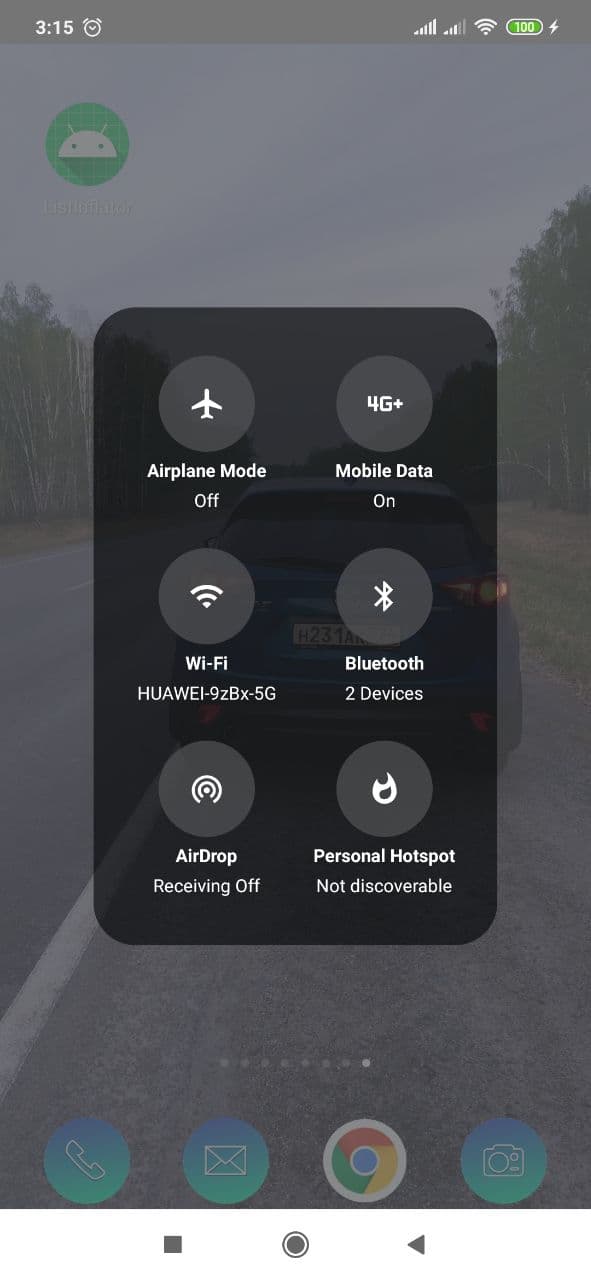 3:15
100
ListInflator
Airplane Mode
Off
4G+
Mobile Data
On
Wi-Fi
HUAWEI-9zBx-5G
Bluetooth
2 Devices
AirDrop
Receiving Off
Personal Hotspot
Not discoverable